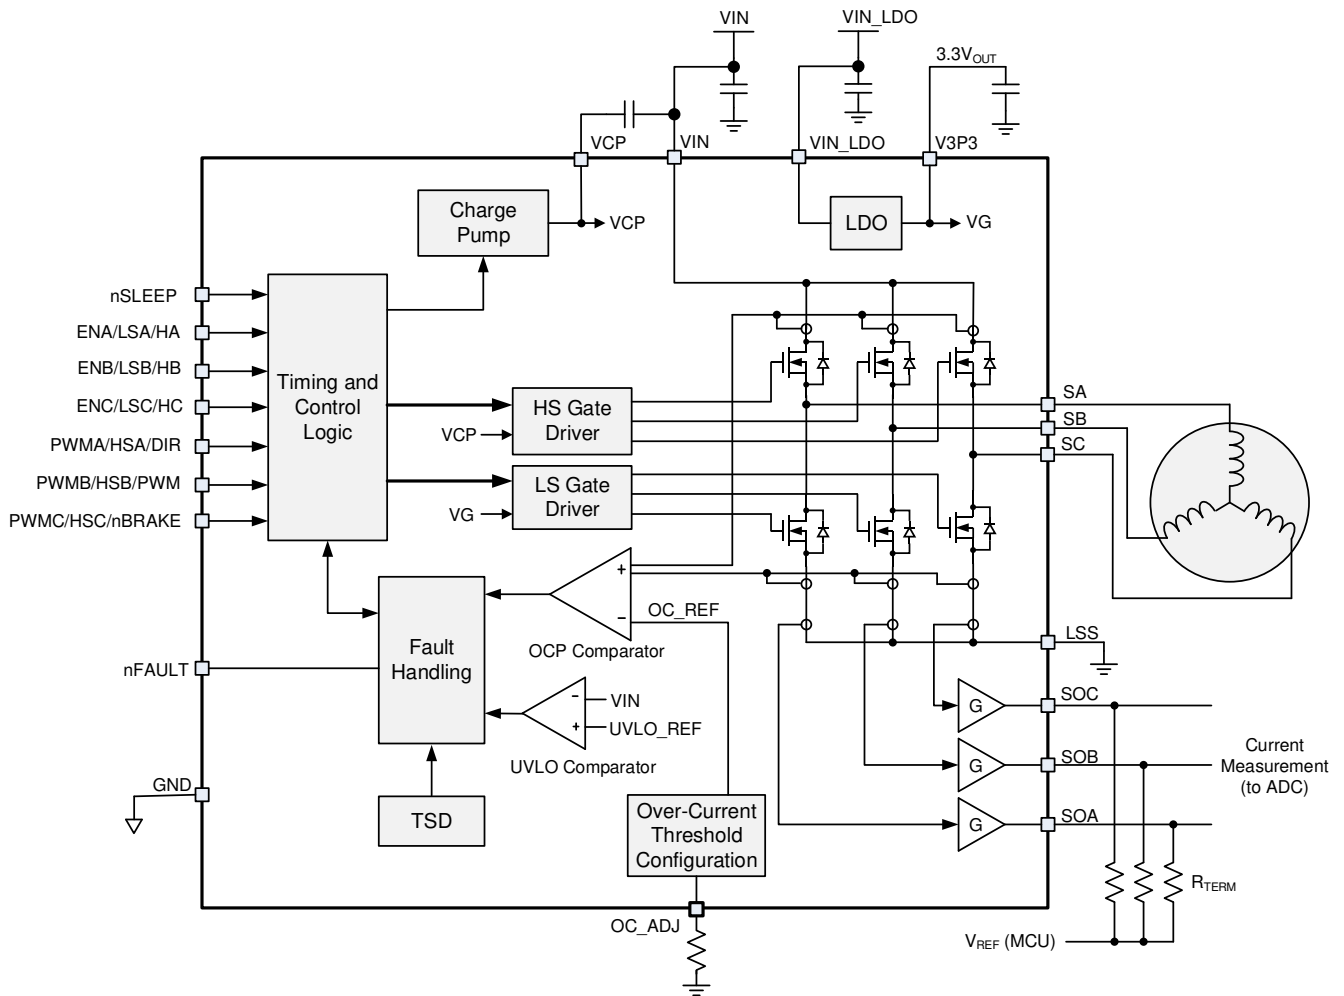 VIN
VIN_LDO
3.3VOUT
VCP
VIN
VIN_LDO
V3P3
Charge
Pump
VCP
LDO
VG
nSLEEP
ENA/LSA/HA
ENB/LSB/HB
ENC/LSC/HC
PWMA/HSA/DIR
PWMB/HSB/PWM
PWMC/HSC/nBRAKE
Timing and
Control
Logic
HS Gate
Driver
VCP
LS Gate
Driver
VG
SA
SB
SC
+
-
OC_REF
OCP Comparator
Fault
Handling
nFAULT
-
VIN
+
UVLO_REF
UVLO Comparator
LSS
G
SOC
G
SOB
G
SOA
Current
Measurement
(to ADC)
GND
TSD
Over-Current
Threshold
Configuration
RTERM
OC_ADJ
VREF (MCU)